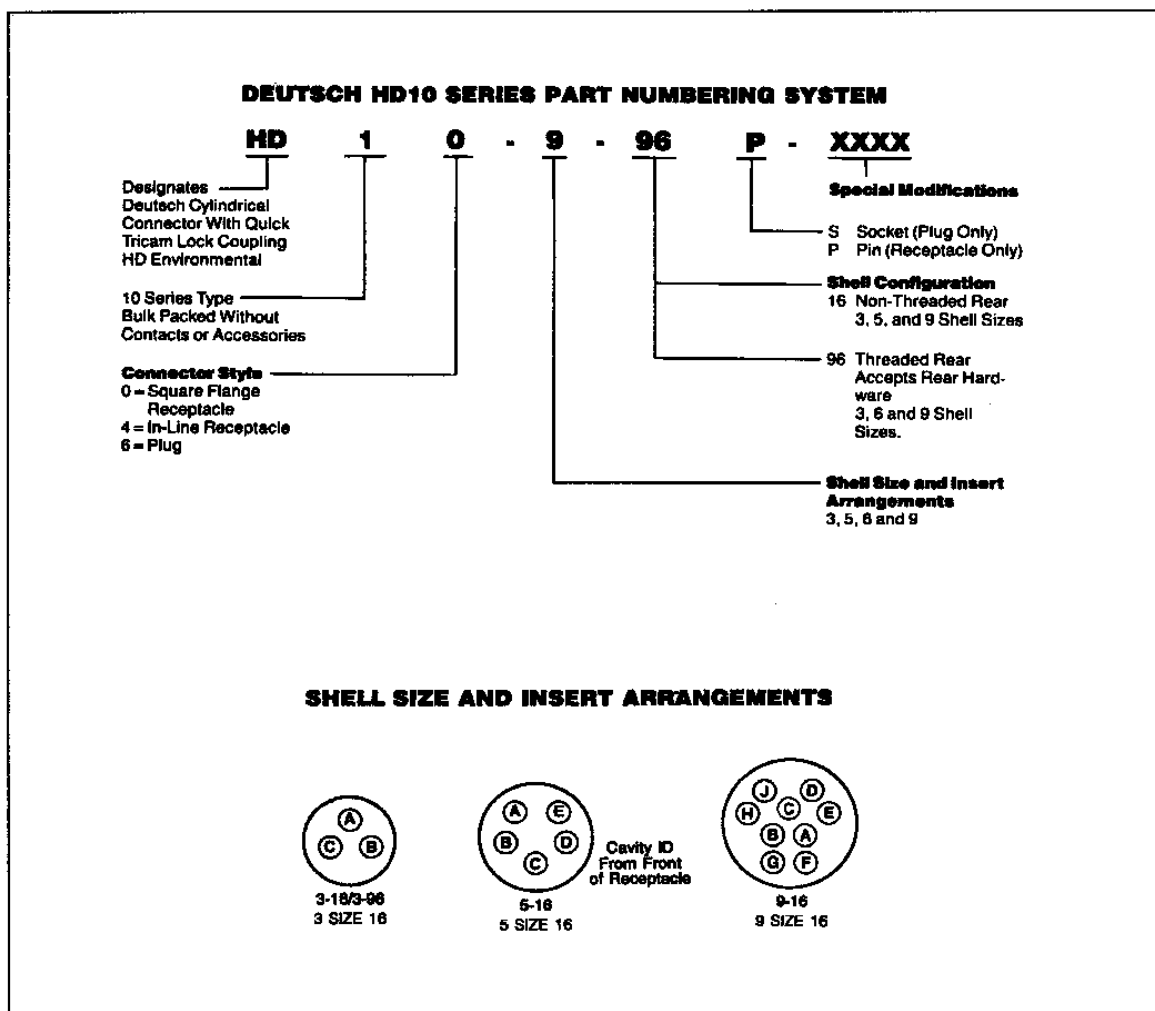 DEUTSCH HD10 SERIES PART NUMBERING SYSTEM
HD 1 0 - 9 - 96 P - XXXX
Designates
Deutsch Cylindrical
Connector With Quick
Tricam Lock Coupling
HD Environmental
10 Series Type
Bulk Packed Without
Contacts or Accessories
Connector Style
0 = Square Flange
Receptacle
4 = In-Line Receptacle
6 = Plug
Special Modifications
S Socket (Plug Only)
P Pin (Receptacle Only)
Shell Configuration
16 Non-Threaded Rear
3, 5, and 9 Shell Sizes
96 Threaded Rear
Accepts Rear Hard-
ware
3, 6 and 9 Shell
Sizes.
Shell Size and Insert
Arrangements
3, 5, 6 and 9
SHELL SIZE AND INSERT ARRANGEMENTS
A
C B
3-16/3-96
3 SIZE 16
A E
B D
C
5-16
5 SIZE 16
Cavity ID
From Front
of Receptacle
J D
H C E
B A
G F
9-16
9 SIZE 16